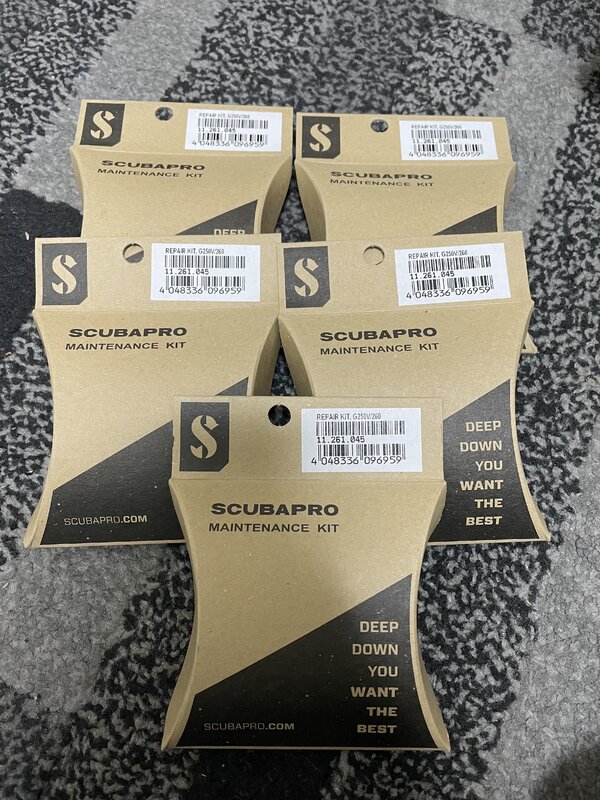 S
REPAIR KIT, G250V/260
11.261.045
4 048336 096959
SCUBAPRO
MAINTENANCE KIT
DEEP
S
REPAIR KIT, G250V/260
11.261.045
4 048336 096959
SCUBAPRO
MAINTENANCE KIT
S
REPAIR KIT, G250V/260
11.261.045
4 048336 096959
SCUBAPRO
MAINTENANCE KIT
SCUBAPRO.COM
S
REPAIR KIT, G250V/260
11.261.045
4 048336 096959
SCUBAPRO
MAINTENANCE KIT
DEEP
DOWN
YOU
WANT
THE
BEST
S
REPAIR KIT, G250V/260
11.261.045
4 048336 096959
SCUBAPRO
MAINTENANCE KIT
DEEP
DOWN
YOU
WANT
THE
BEST
SCUBAPRO.COM